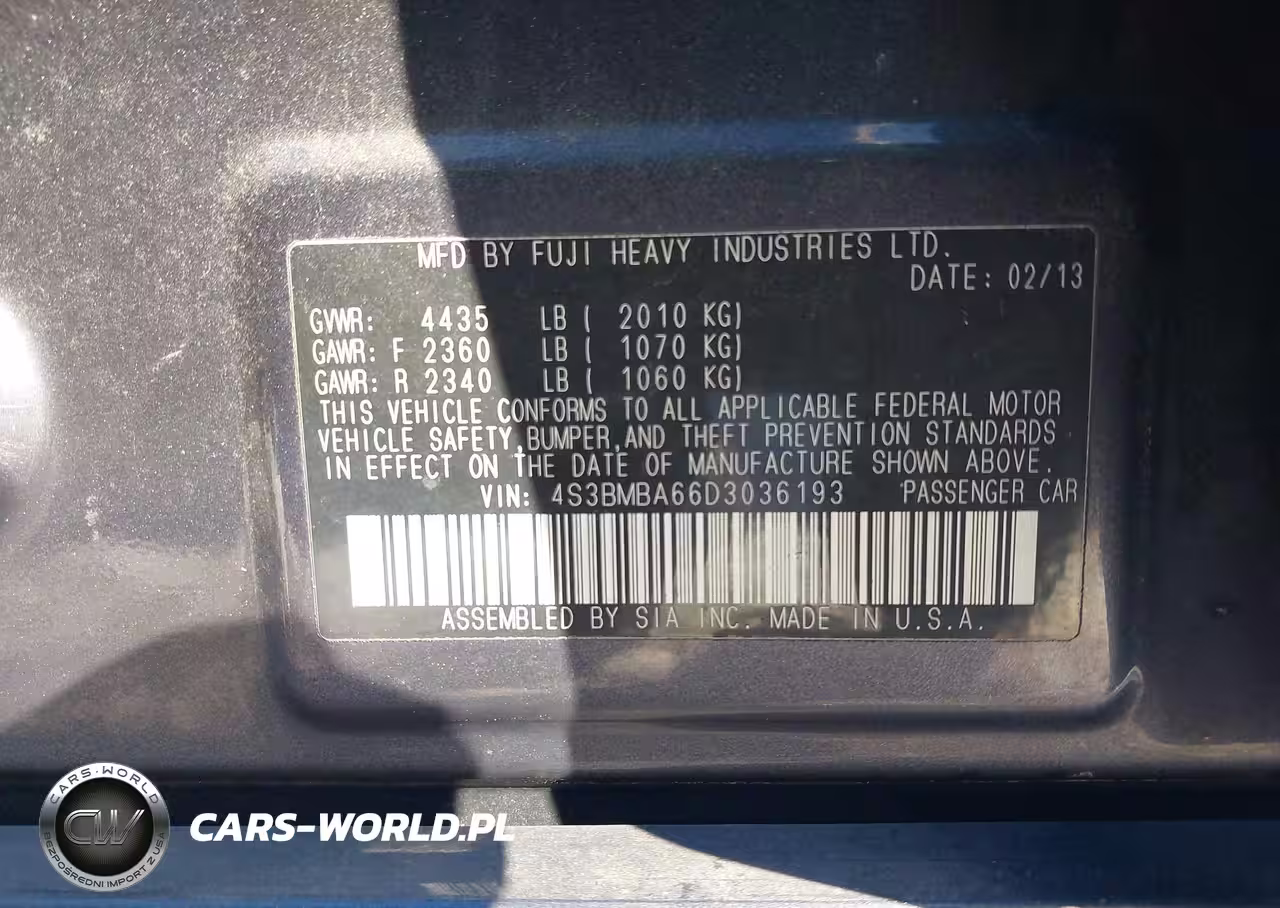 MFD BY FUJI HEAVY INDUSTRIES LTD.
DATE: 02/13
GVWR: 4435 LB ( 2010 KG)
GAWR: F 2360 LB ( 1070 KG)
GAWR: R 2340 LB ( 1060 KG)
THIS VEHICLE CONFORMS TO ALL APPLICABLE FEDERAL MOTOR
VEHICLE SAFETY, BUMPER, AND THEFT PREVENTION STANDARDS
IN EFFECT ON THE DATE OF MANUFACTURE SHOWN ABOVE.
VIN: 4S3BMBA66D3036193 PASSENGER CAR
ASSEMBLED BY SIA INC. MADE IN U.S.A.
CARS-WORLD
CW
BEZPOŚREDNI IMPORT Z USA
CARS-WORLD.PL